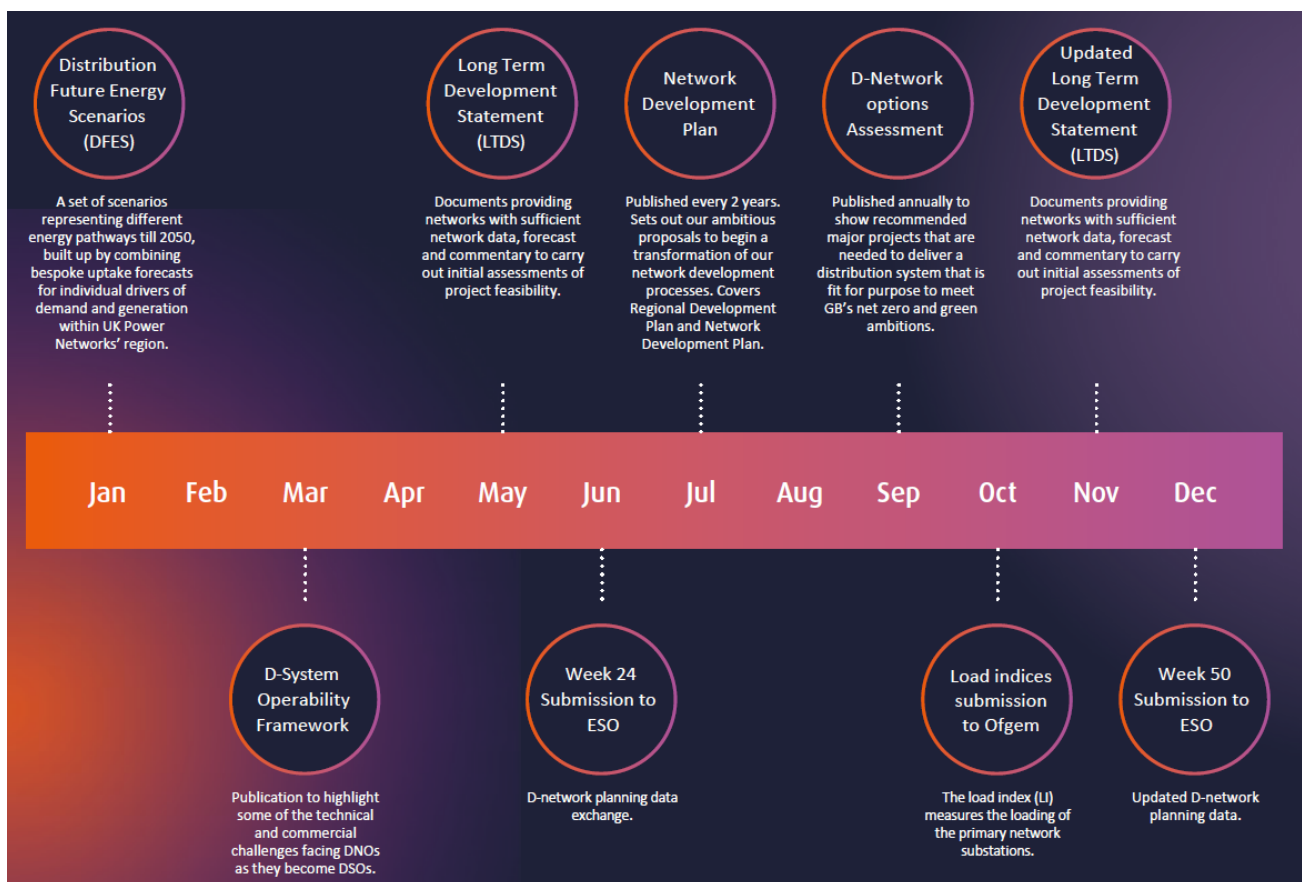 Distribution
Future Energy
Scenarios
(DFES)
A set of scenarios
representing different
energy pathways till 2050,
built up by combining
bespoke uptake forecasts
for individual drivers of
demand and generation
within UK Power
Networks' region.
Long Term
Development
Statement
(LTDS)
Documents providing
networks with sufficient
network data, forecast
and commentary to carry
out initial assessments of
project feasibility.
Network
Development
Plan
Published every 2 years.
Sets out our ambitious
proposals to begin a
transformation of our
network development
processes. Covers
Regional Development
Plan and Network
Development Plan.
D-Network
options
Assessment
Published annually to
show recommended
major projects that are
needed to deliver a
distribution system that is
fit for purpose to meet
GB's net zero and green
ambitions.
Updated
Long Term
Development
Statement
(LTDS)
Documents providing
networks with sufficient
network data, forecast
and commentary to carry
out initial assessments of
project feasibility.
Jan Feb Mar Apr May Jun Jul Aug Sep Oct Nov Dec
D-System
Operability
Framework
Publication to highlight
some of the technical
and commercial
challenges facing DNOs
as they become DSOs.
Week 24
Submission to
ESO
D-network planning data
exchange.
Load indices
submission
to Ofgem
The load index (LI)
measures the loading of
the primary network
substations.
Week 50
Submission to
ESO
Updated D-network
planning data.